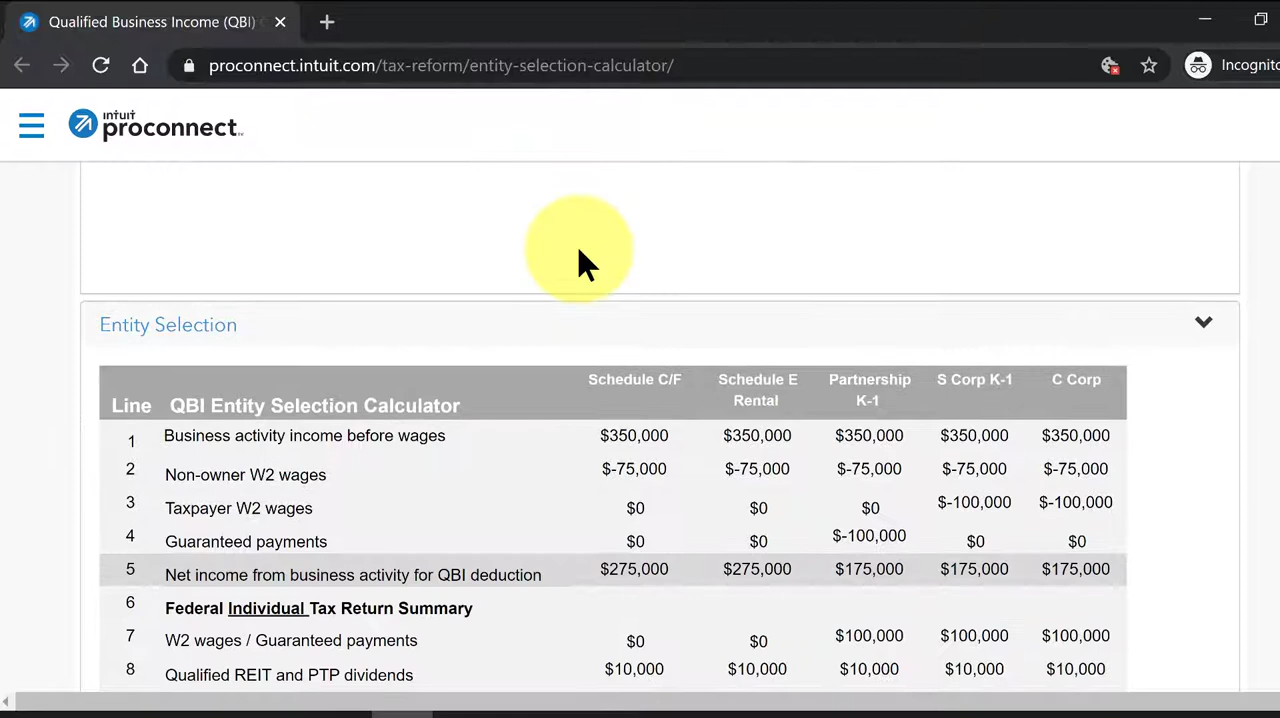 Qualified Business Income (QBI)
proconnect.intuit.com/tax-reform/entity-selection-calculator/
Incognito
intuit
proconnect.
Entity Selection
Line QBI Entity Selection Calculator Schedule C/F Schedule E Rental Partnership K-1 S Corp K-1 C Corp
1 Business activity income before wages $350,000 $350,000 $350,000 $350,000 $350,000
2 Non-owner W2 wages $-75,000 $-75,000 $-75,000 $-75,000 $-75,000
3 Taxpayer W2 wages $0 $0 $0 $-100,000 $-100,000
4 Guaranteed payments $0 $0 $-100,000 $0 $0
5 Net income from business activity for QBI deduction $275,000 $275,000 $175,000 $175,000 $175,000
6 Federal Individual Tax Return Summary
7 W2 wages / Guaranteed payments $0 $0 $100,000 $100,000 $100,000
8 Qualified REIT and PTP dividends $10,000 $10,000 $10,000 $10,000 $10,000